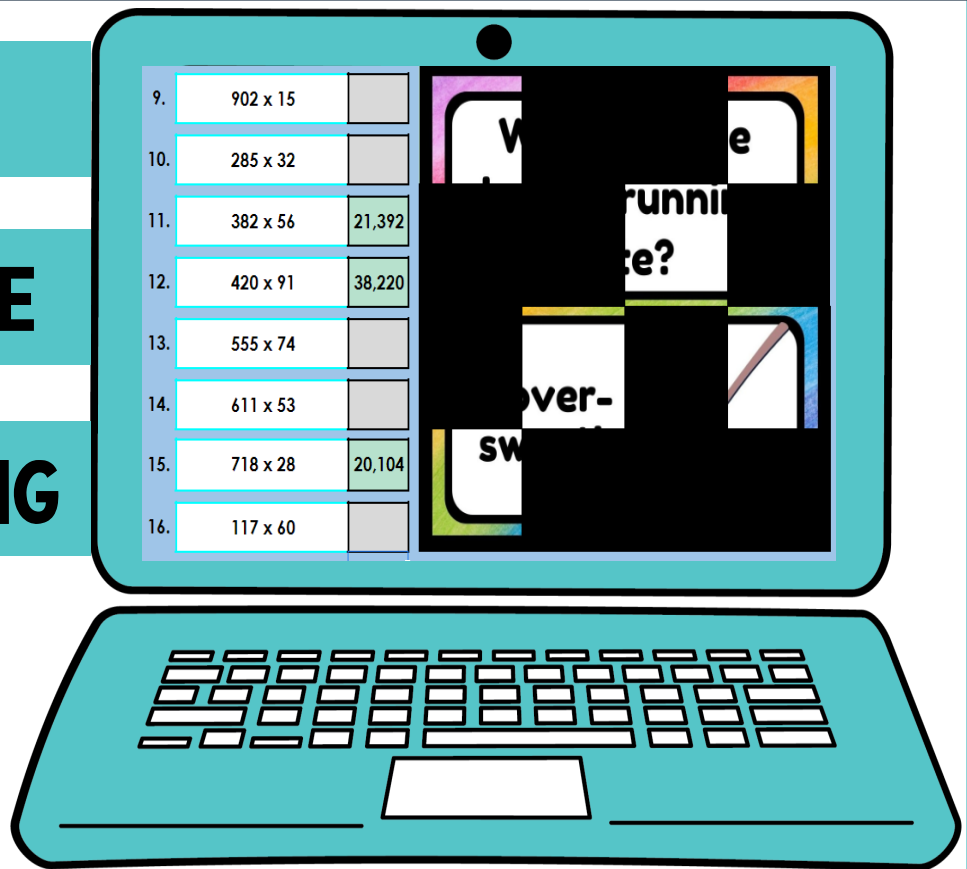 9. 902 x 15
10. 285 x 32
11. 382 x 56 21,392
12. 420 x 91 38,220
13. 555 x 74
14. 611 x 53
15. 718 x 28 20,104
16. 117 x 60
W e
runni
te?
over-
sw
E
NG